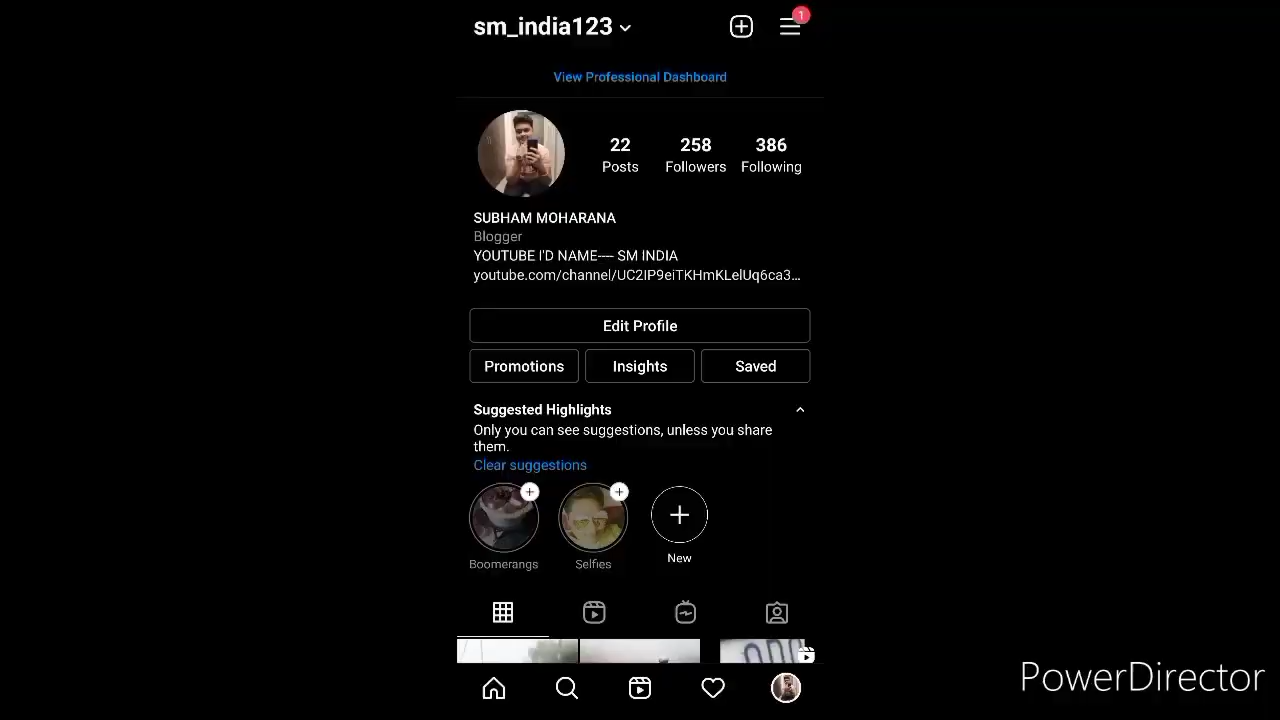 sm_india123
1
View Professional Dashboard
22 258 386
Posts Followers Following
SUBHAM MOHARANA
Blogger
YOUTUBE i'D NAME---- SM INDIA
youtube.com/channel/UC2IP9eiTKHmKLelUq6ca3...
Edit Profile
Promotions Insights Saved
Suggested Highlights
Only you can see suggestions, unless you share
them.
Clear suggestions
Boomerangs Selfies New
PowerDirector